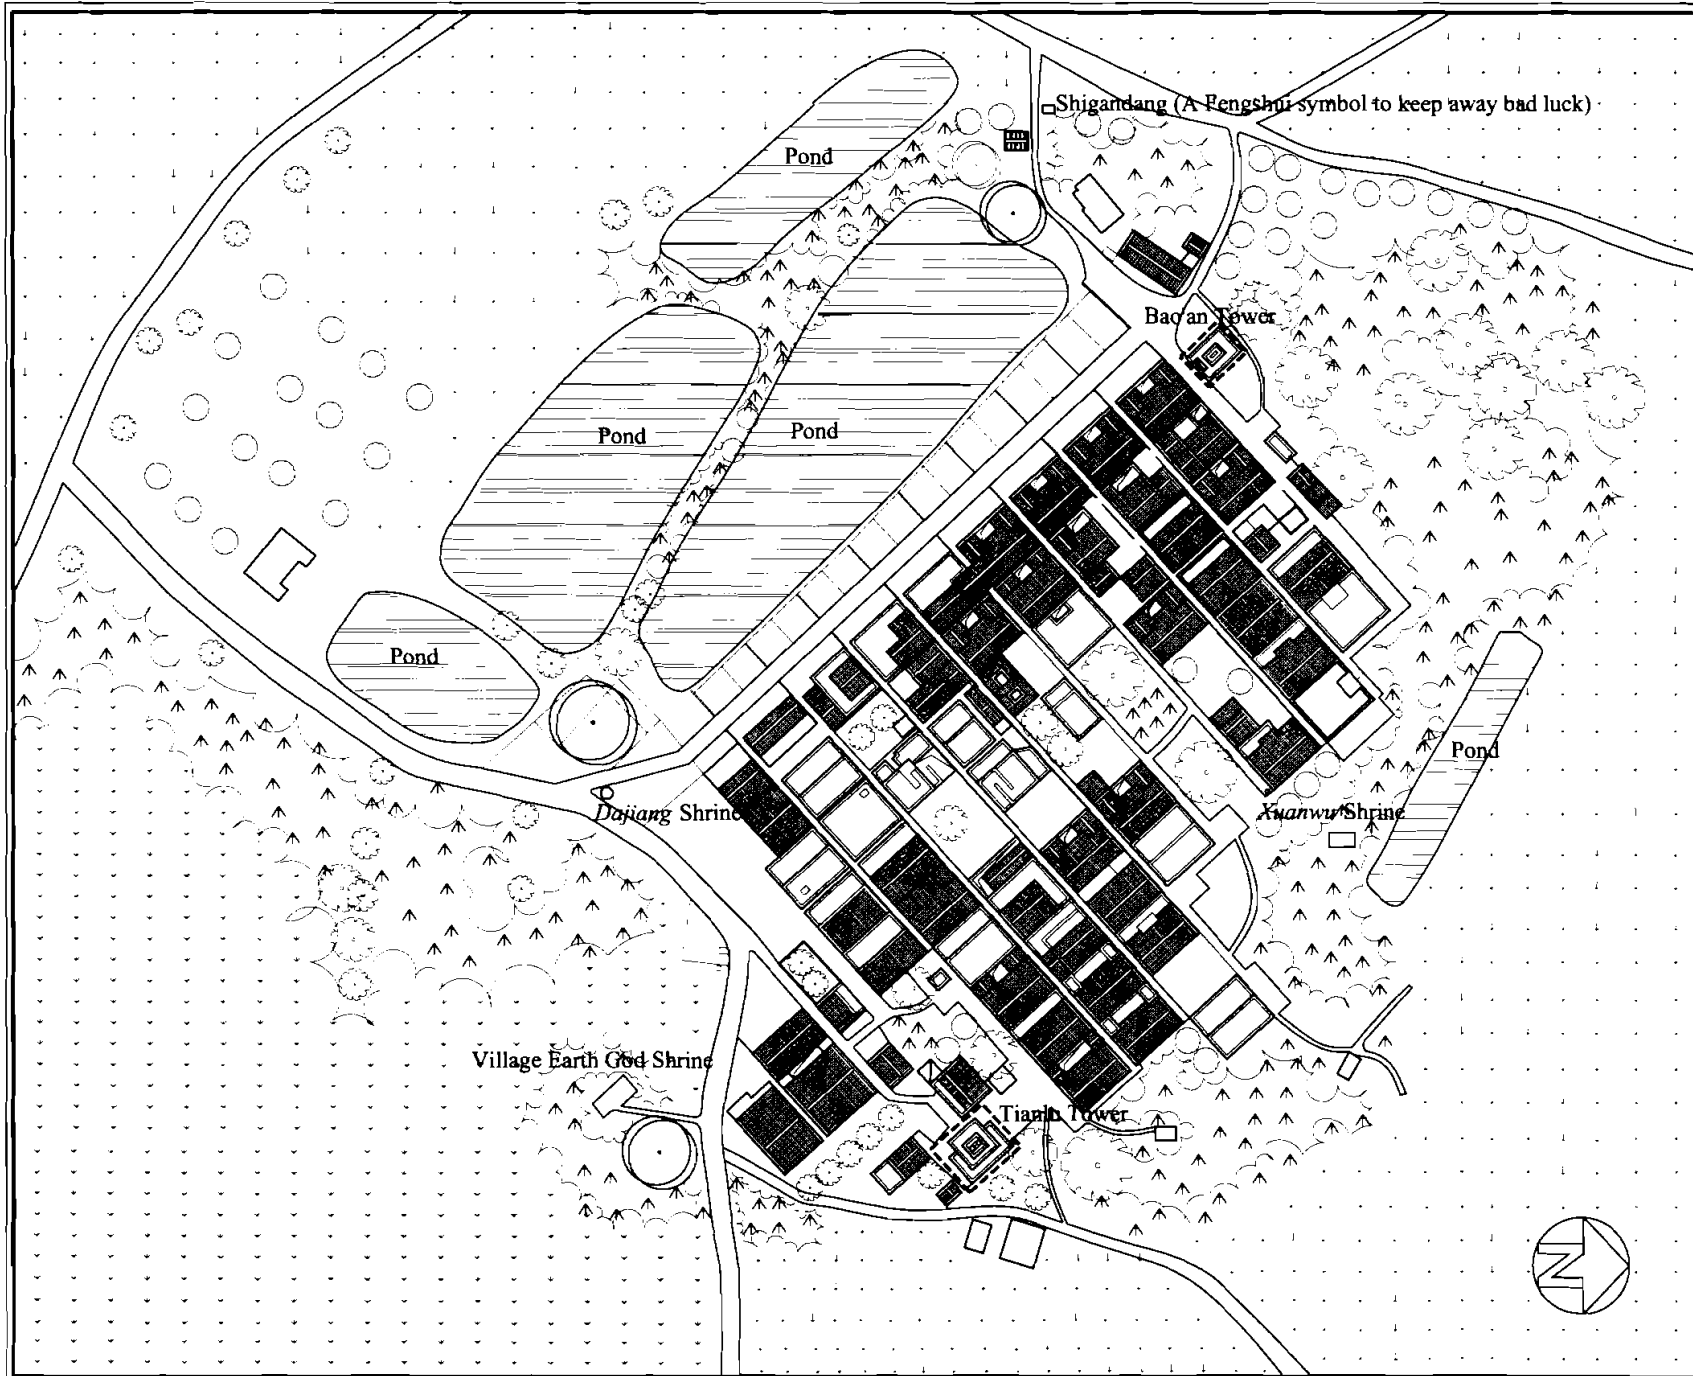 Shigandang (A Fengshui symbol to keep away bad luck)
Pond
Bao'an Tower
Pond
Pond
Pond
Pond
Dajiang Shrine
Xuanwu Shrine
Village Earth God Shrine
Tianlu Tower
N